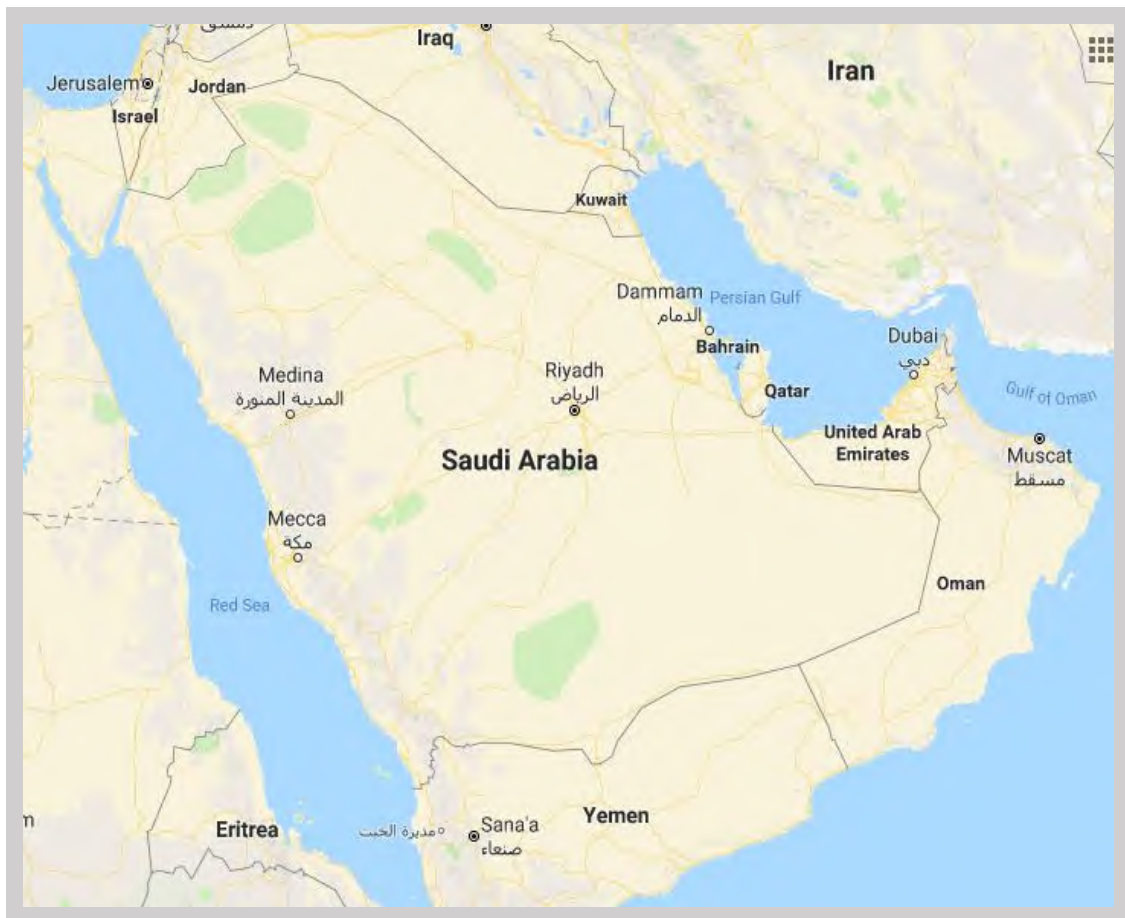 دمشق
Iraq
Iran
Jerusalem
Jordan
Israel
Kuwait
Dammam
الدمام
Persian Gulf
Bahrain
Dubai
دبي
Medina
المدينة المنورة
Riyadh
الرياض
Qatar
Gulf of Oman
United Arab
Emirates
Muscat
مسقط
Saudi Arabia
Mecca
مكة
Oman
Red Sea
Yemen
Eritrea
مديرية الخبت
Sana'a
صنعاء